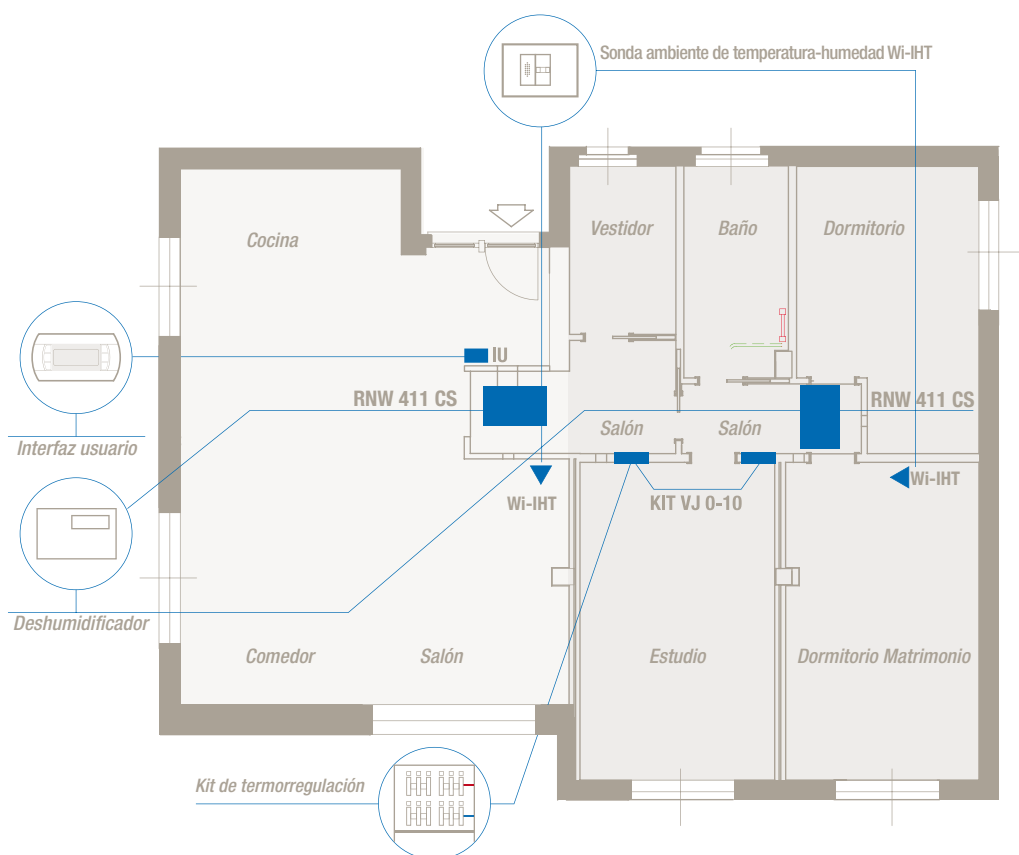 Sonda ambiente de temperatura-humedad Wi-IHT
Vestidor
Baño
Dormitorio
Cocina
IU
RNW 411 CS
RNW 411 CS
Salón
Salón
Interfaz usuario
Wi-IHT
KIT VJ 0-10
Wi-IHT
Deshumidificador
Comedor
Salón
Estudio
Dormitorio Matrimonio
Kit de termorregulación